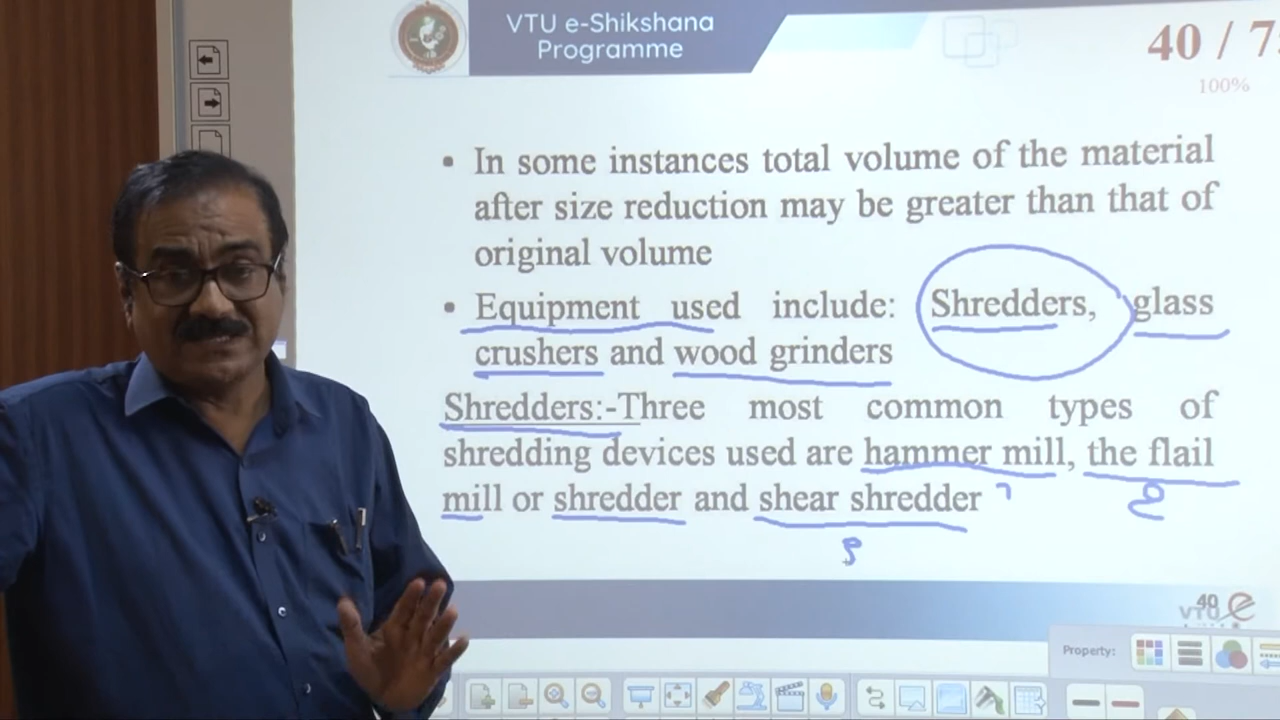 VTU e-Shikshana
Programme
40 / 7
100%
• In some instances total volume of the material
after size reduction may be greater than that of
original volume
• Equipment used include: Shredders, glass
crushers and wood grinders
Shredders:-Three most common types of
shredding devices used are hammer mill, the flail
mill or shredder and shear shredder
40
VTU e
Property: